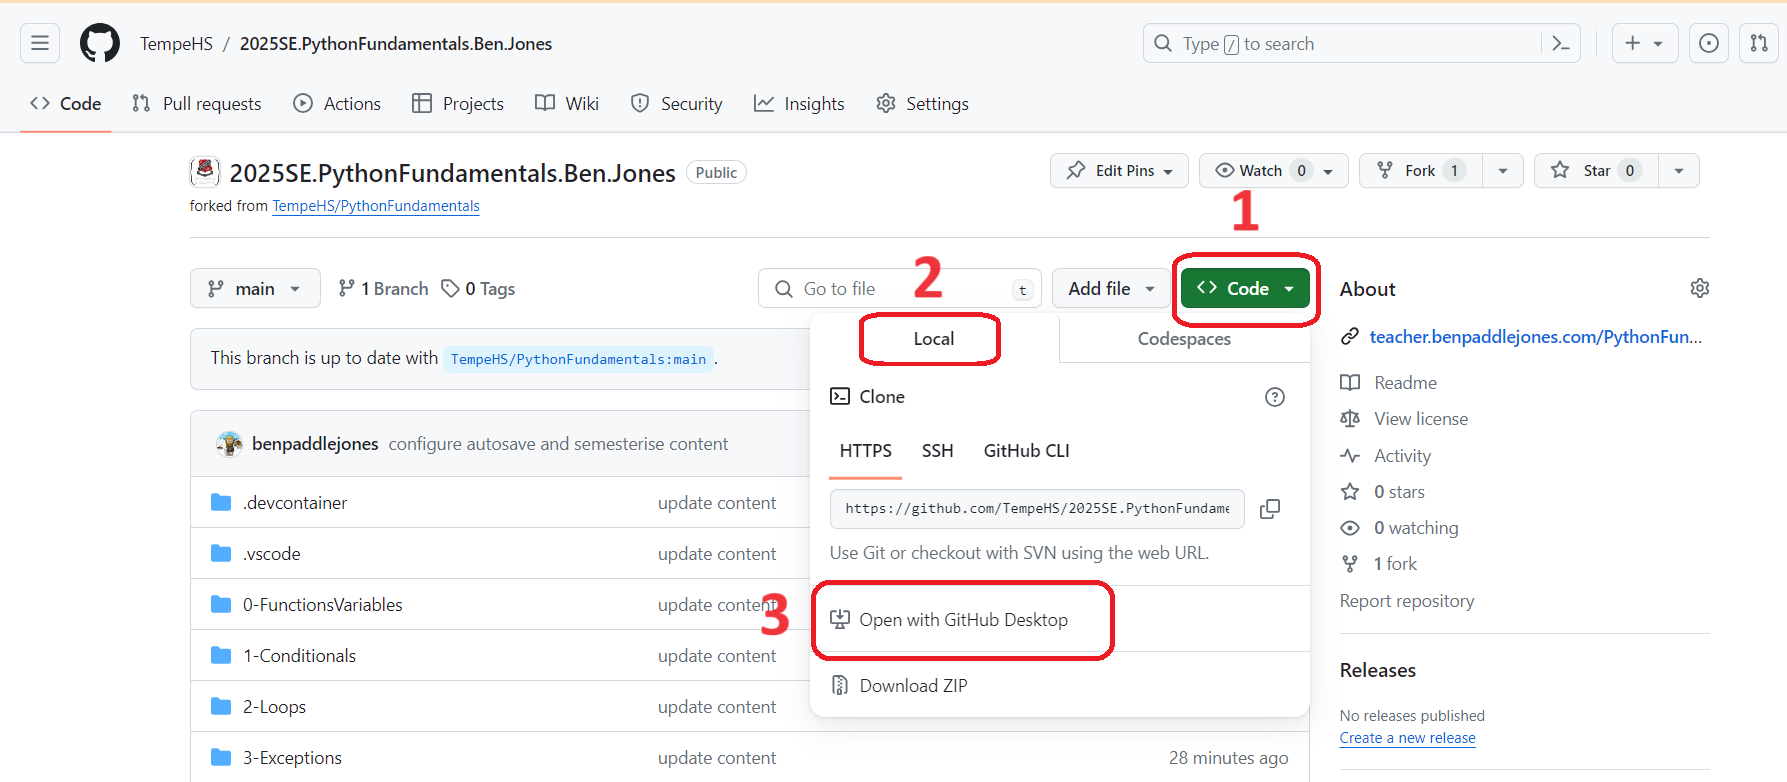 TempeHS / 2025SE.PythonFundamentals.Ben.Jones
Type / to search
Code
Pull requests
Actions
Projects
Wiki
Security
Insights
Settings
2025SE.PythonFundamentals.Ben.Jones Public
Edit Pins
Watch 0
Fork 1
Star 0
forked from TempeHS/PythonFundamentals
1
main
1 Branch
0 Tags
Go to file t
Add file
Code
2
Local
Codespaces
This branch is up to date with TempeHS/PythonFundamentals:main .
Clone
HTTPS
SSH
GitHub CLI
https://github.com/TempeHS/2025SE.PythonFundame
Use Git or checkout with SVN using the web URL.
3
Open with GitHub Desktop
Download ZIP
benpaddlejones configure autosave and semesterise content
.devcontainer update content
.vscode update content
0-FunctionsVariables update content
1-Conditionals update content
2-Loops update content
3-Exceptions update content 28 minutes ago
About
teacher.benpaddlejones.com/PythonFun...
Readme
View license
Activity
0 stars
0 watching
1 fork
Report repository
Releases
No releases published
Create a new release